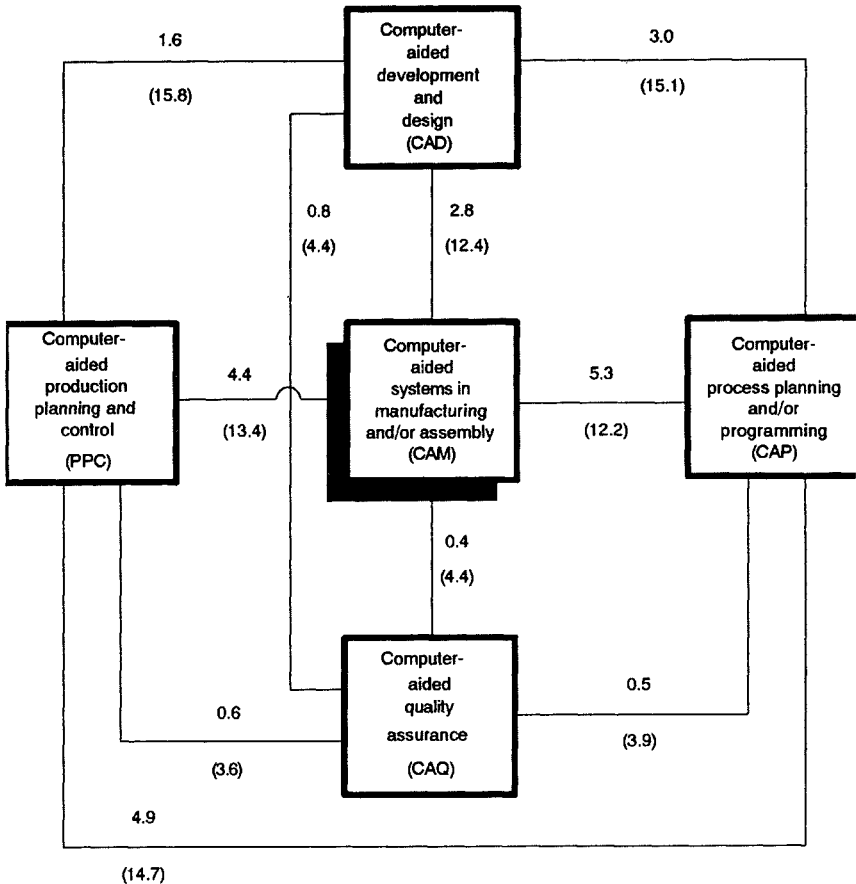 1.6
(15.8)
Computer-
aided
development
and
design
(CAD)
3.0
(15.1)
0.8
(4.4)
2.8
(12.4)
Computer-
aided
production
planning and
control
(PPC)
4.4
(13.4)
Computer-
aided
systems in
manufacturing
and/or assembly
(CAM)
5.3
(12.2)
Computer-
aided
process planning
and/or
programming
(CAP)
0.4
(4.4)
Computer-
aided
quality
assurance
(CAQ)
0.6
(3.6)
0.5
(3.9)
4.9
(14.7)